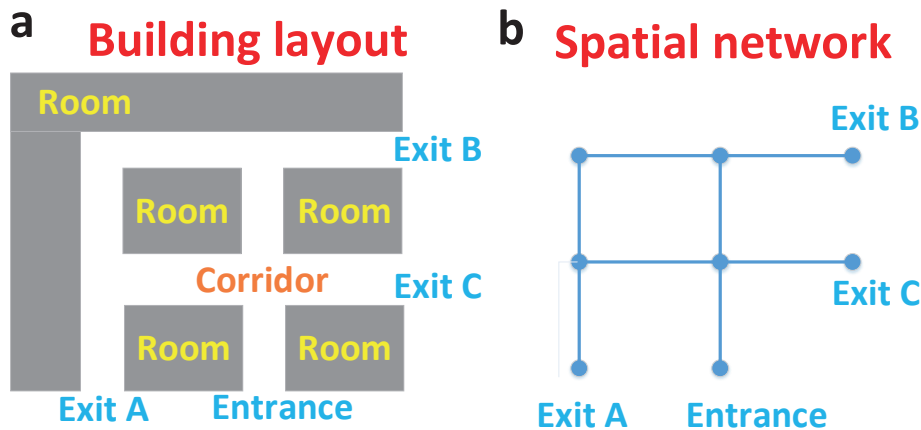 a
Building layout
Room
Exit B
Room
Room
Corridor
Exit C
Room
Room
Exit A
Entrance
b
Spatial network
Exit B
Exit C
Exit A
Entrance